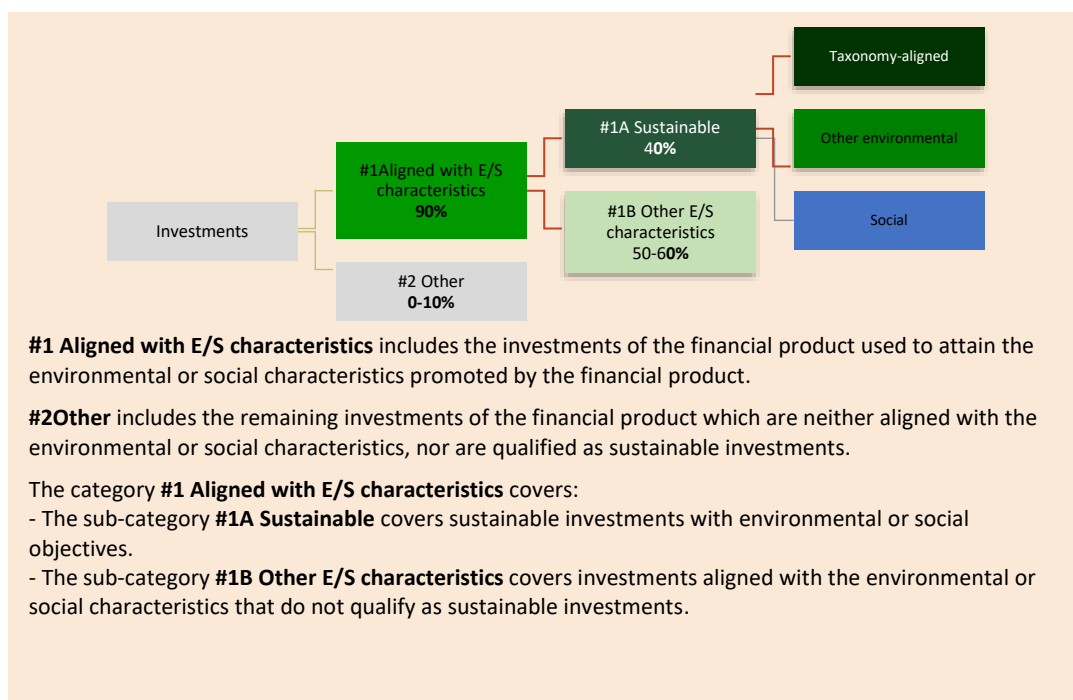 Taxonomy-aligned
#1A Sustainable
40%
Other environmental
#1Aligned with E/S
characteristics
90%
#1B Other E/S
characteristics
50-60%
Social
Investments
#2 Other
0-10%
#1 Aligned with E/S characteristics includes the investments of the financial product used to attain the
environmental or social characteristics promoted by the financial product.
#2Other includes the remaining investments of the financial product which are neither aligned with the
environmental or social characteristics, nor are qualified as sustainable investments.
The category #1 Aligned with E/S characteristics covers:
- The sub-category #1A Sustainable covers sustainable investments with environmental or social
objectives.
- The sub-category #1B Other E/S characteristics covers investments aligned with the environmental or
social characteristics that do not qualify as sustainable investments.